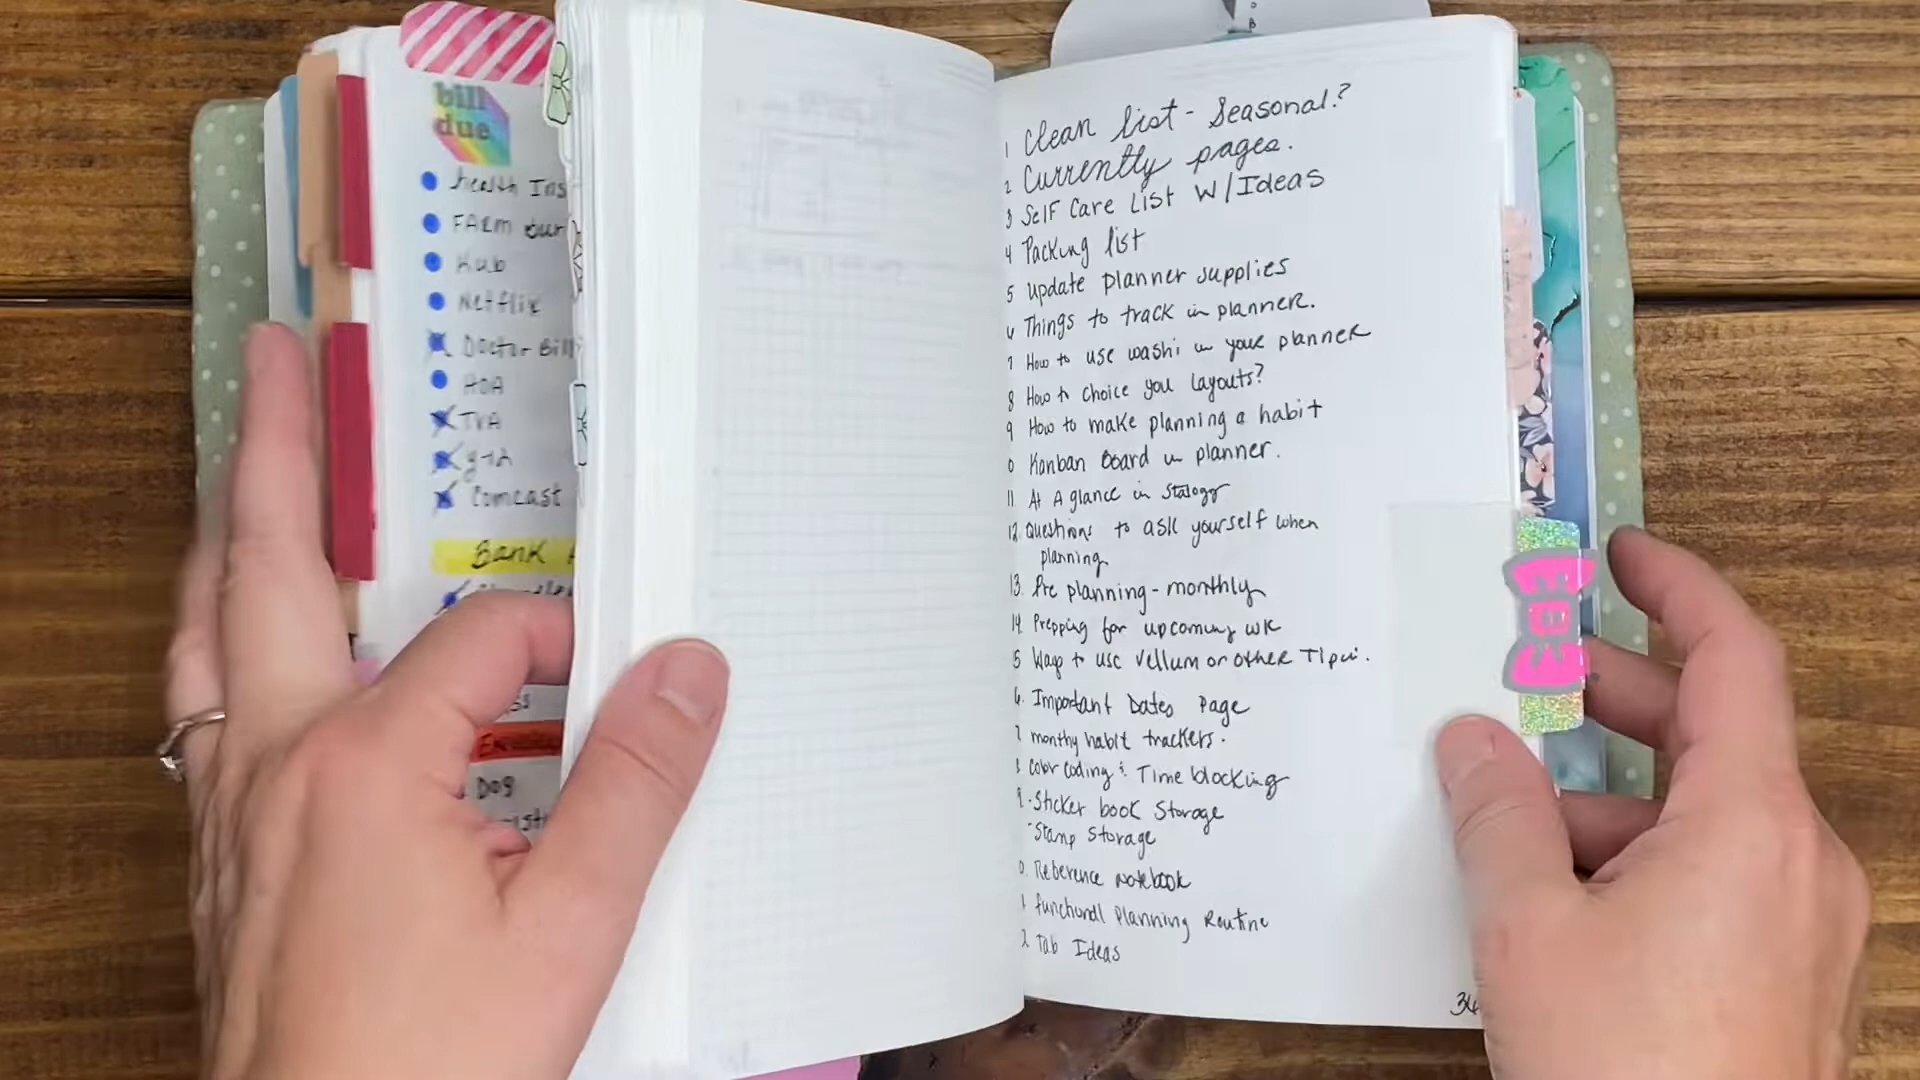 bill
due
health Ins
FARM bur
Hub
Netflix
Doctor Bill
HOA
TVA
Comcast
Bank
Dog
1 Clean list - Seasonal?
2 Currently pages.
3 Self Care List W/Ideas
4 Packing list
5 update planner supplies
6 Things to track in planner.
7 How to use washi in your planner
8 How to choice you layouts?
9 How to make planning a habit
0 Kanban Board in planner.
11 At A glance in Stalogy
12. Questions to ask yourself when
planning
13. Pre planning - monthly
14. Prepping for upcoming wk
15 Ways to use Vellum or other
6. Important Dates Page
7 monthy habit trackers.
8 Color Coding & Time blocking
9. Sticker book Storage
- Stamp Storage
0. Reference notebook
1 functional Planning Routine
2. Tab Ideas